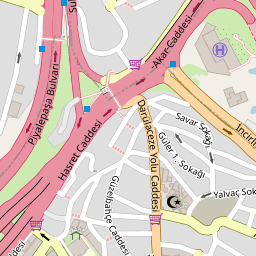 Akar Caddesi
Piyalepaşa Bulvarı
Hasret Caddesi
Darülaceze Yolu Caddesi
Savar Sokağı
Güler 1. Sokağı
Güzelbahçe Caddesi
Yalvaç Sok
H